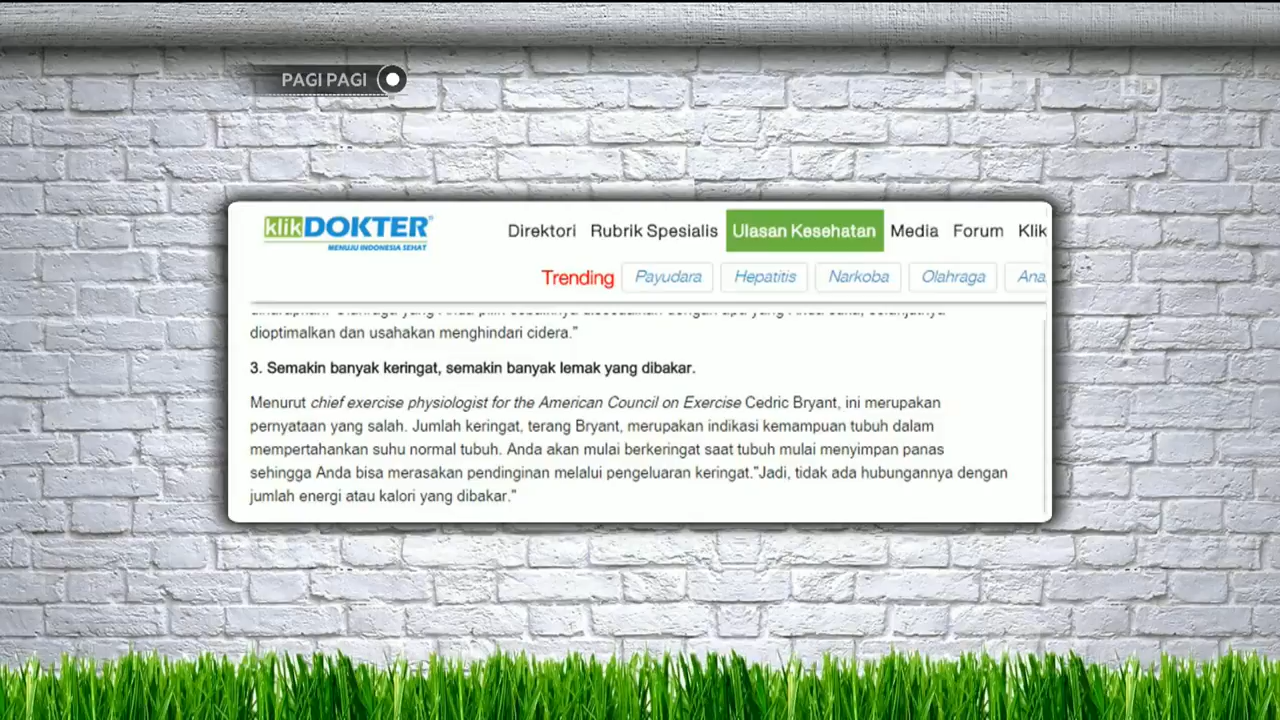 PAGI PAGI
NET.
HD
klikDOKTER®
MENUJU INDONESIA SEHAT
Direktori Rubrik Spesialis Ulasan Kesehatan Media Forum Klik
Trending Payudara Hepatitis Narkoba Olahraga Ana
dioptimalkan dan usahakan menghindari cidera.”
3. Semakin banyak keringat, semakin banyak lemak yang dibakar.
Menurut chief exercise physiologist for the American Council on Exercise Cedric Bryant, ini merupakan
pernyataan yang salah. Jumlah keringat, terang Bryant, merupakan indikasi kemampuan tubuh dalam
mempertahankan suhu normal tubuh. Anda akan mulai berkeringat saat tubuh mulai menyimpan panas
sehingga Anda bisa merasakan pendinginan melalui pengeluaran keringat.”Jadi, tidak ada hubungannya dengan
jumlah energi atau kalori yang dibakar.”